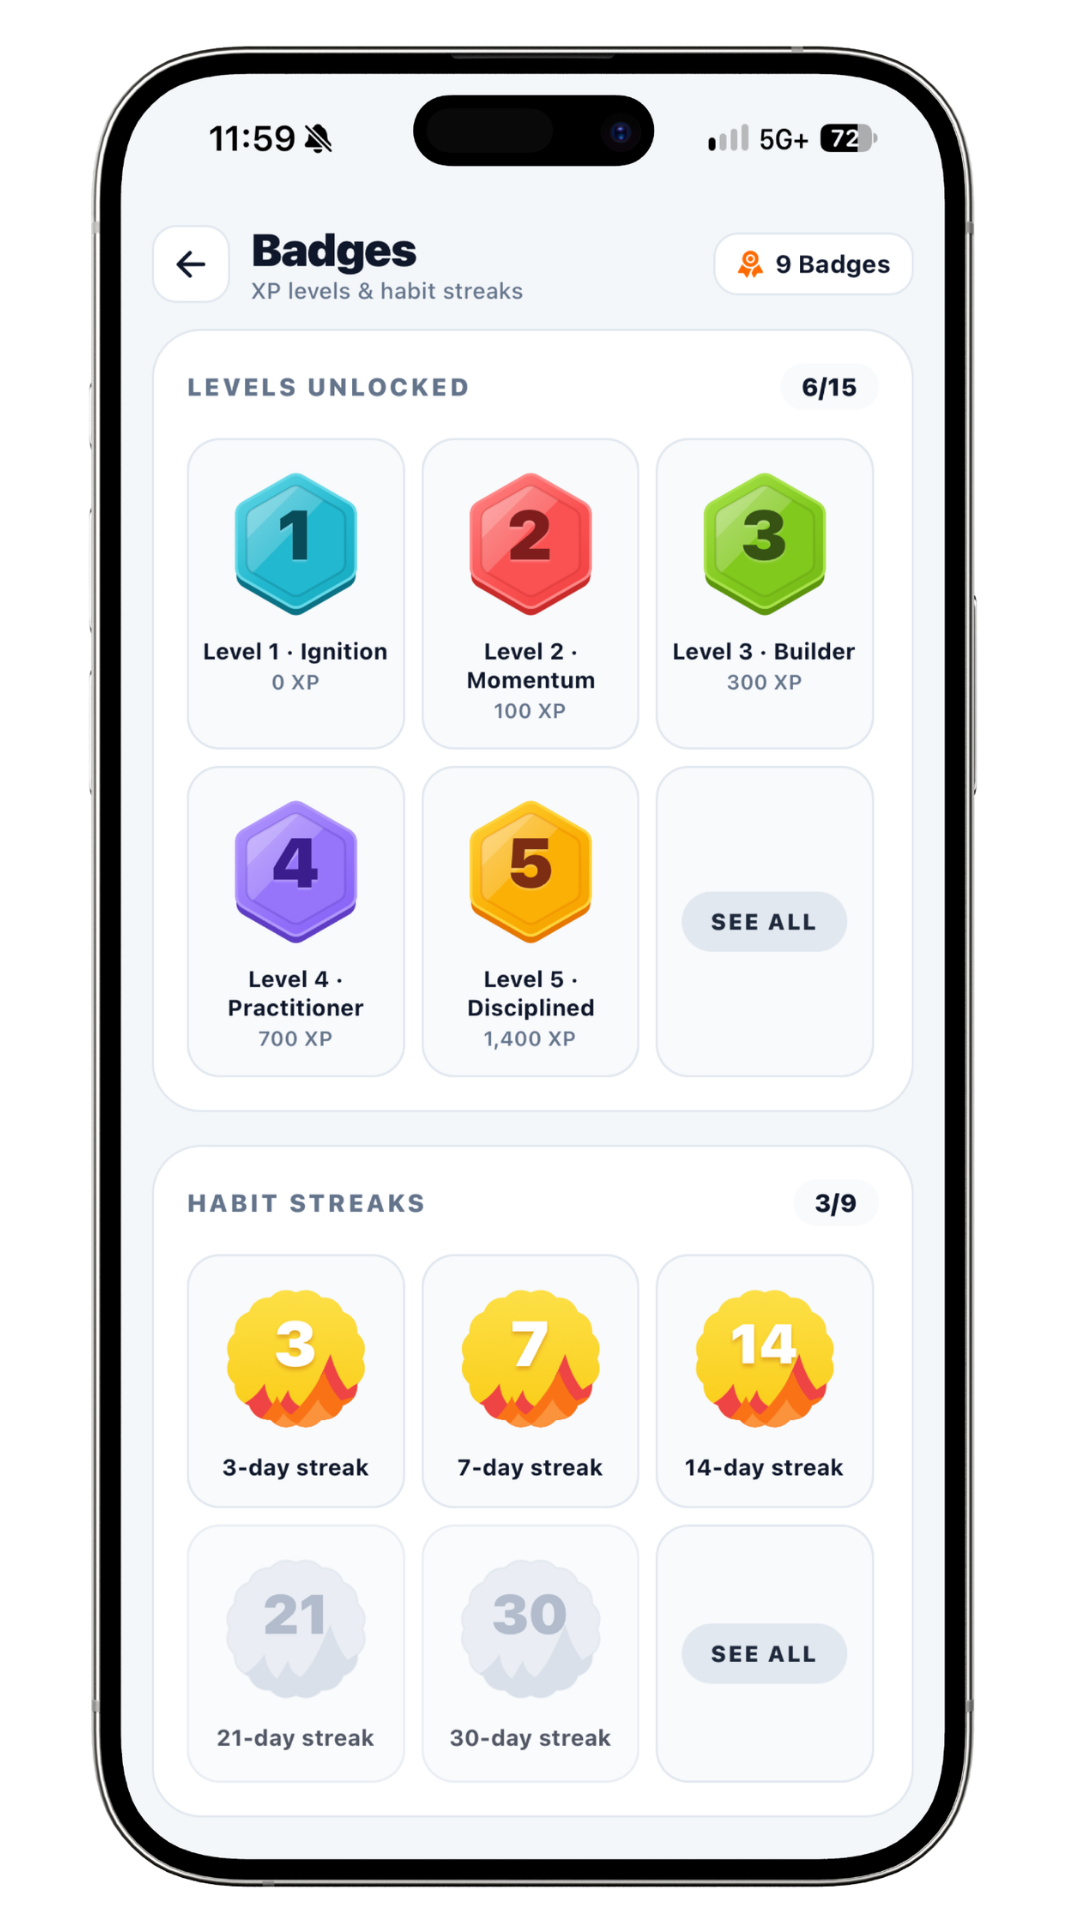 11:59
5G+
72
Badges
XP levels & habit streaks
9 Badges
LEVELS UNLOCKED
6/15
1
2
3
Level 1 · Ignition
0 XP
Level 2 ·
Momentum
100 XP
Level 3 · Builder
300 XP
4
5
Level 4 ·
Practitioner
700 XP
Level 5 ·
Disciplined
1,400 XP
SEE ALL
HABIT STREAKS
3/9
3
7
14
3-day streak
7-day streak
14-day streak
21
30
21-day streak
30-day streak
SEE ALL